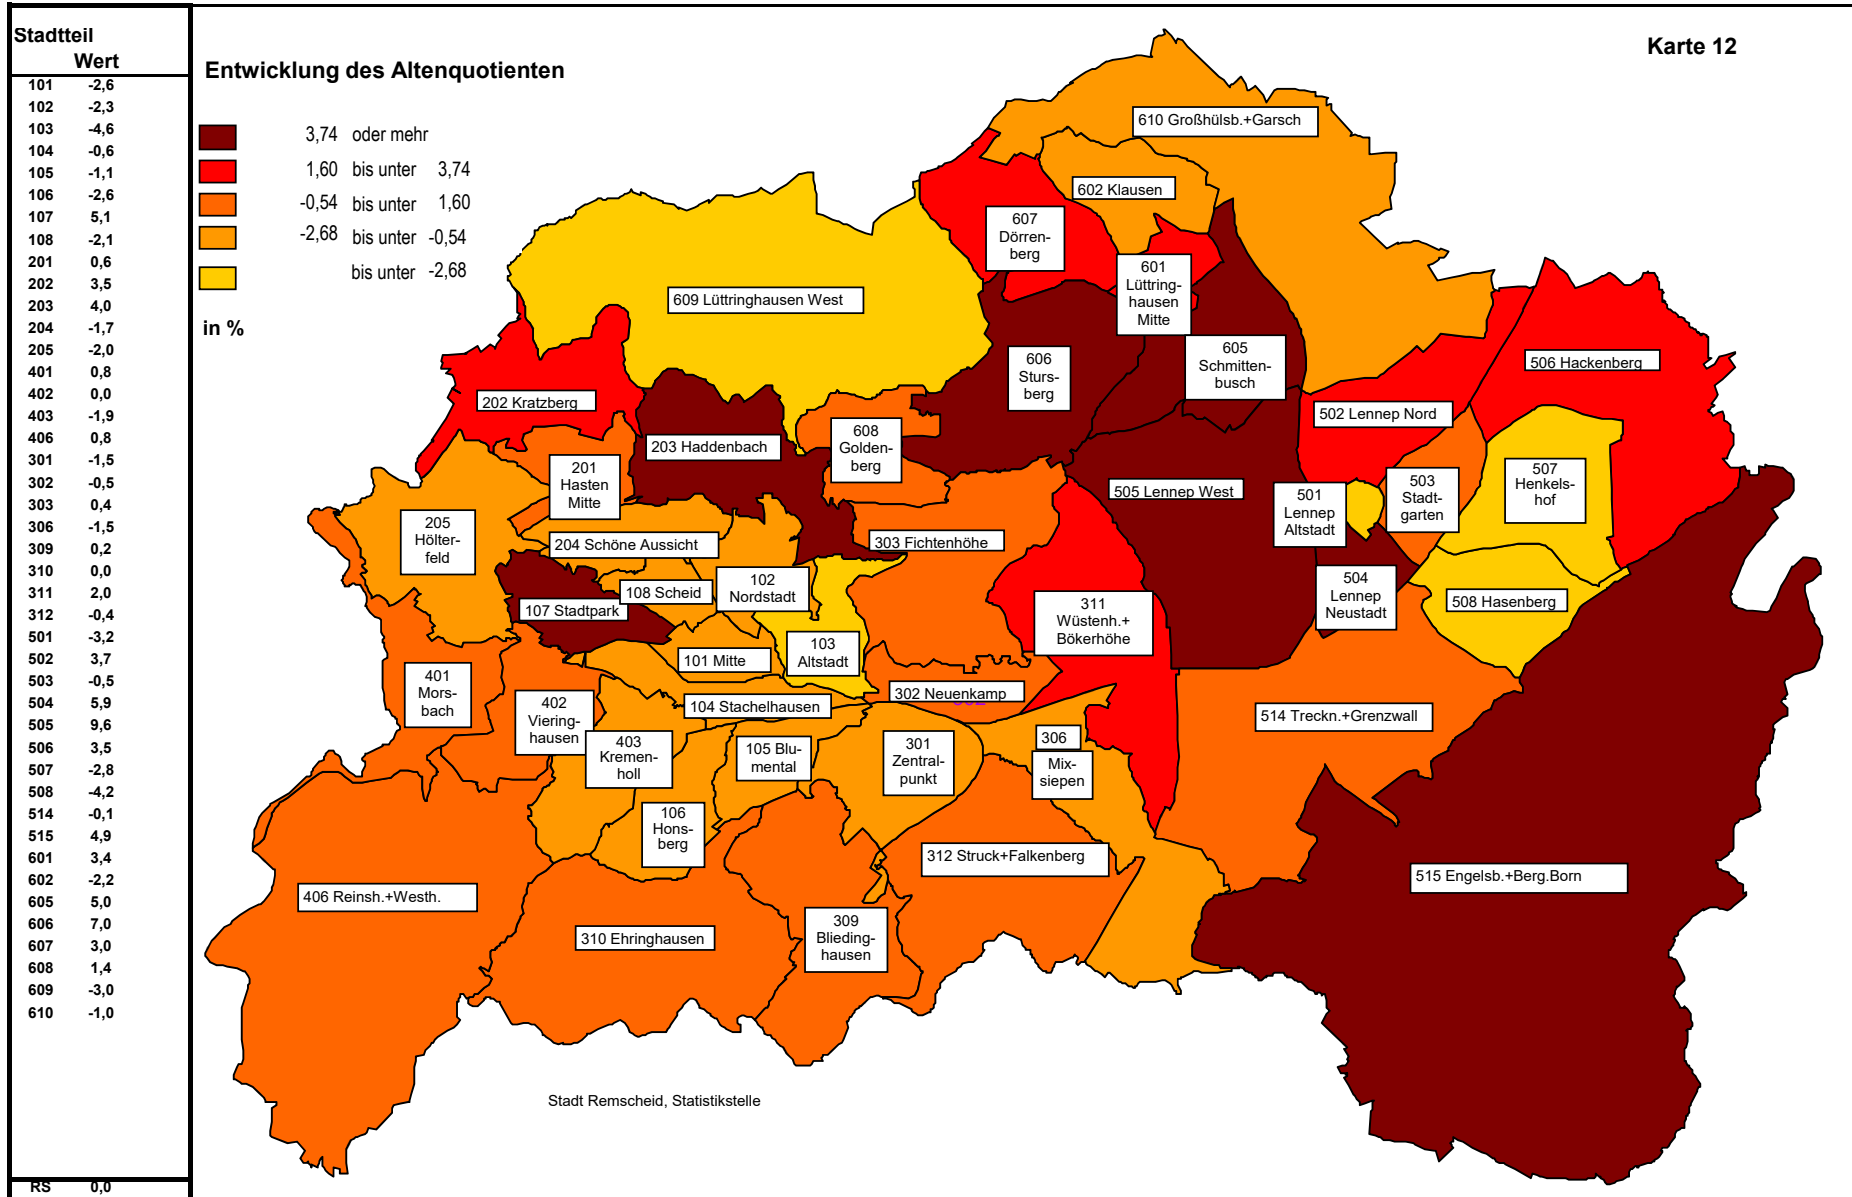 Stadtteil
Wert
101 -2,6
102 -2,3
103 -4,6
104 -0,6
105 -1,1
106 -2,6
107 5,1
108 -2,1
201 0,6
202 3,5
203 4,0
204 -1,7
205 -2,0
401 0,8
402 0,0
403 -1,9
406 0,8
301 -1,5
302 -0,5
303 0,4
306 -1,5
309 0,2
310 0,0
311 2,0
312 -0,4
501 -3,2
502 3,7
503 -0,5
504 5,9
505 9,6
506 3,5
507 -2,8
508 -4,2
514 -0,1
515 4,9
601 3,4
602 -2,2
605 5,0
606 7,0
607 3,0
608 1,4
609 -3,0
610 -1,0
RS 0,0
Entwicklung des Altenquotienten
Karte 12
3,74 oder mehr
1,60 bis unter 3,74
-0,54 bis unter 1,60
-2,68 bis unter -0,54
bis unter -2,68
in %
610 Großhülsb.+Garsch
602 Klausen
607
Dörren-
berg
601
Lüttring-
hausen
Mitte
609 Lüttringhausen West
605
Schmitten-
busch
606
Sturs-
berg
506 Hackenberg
202 Kratzberg
502 Lennep Nord
203 Haddenbach
608
Golden-
berg
201
Hasten
Mitte
505 Lennep West
501
Lennep
Altstadt
503
Stadt-
garten
507
Henkels-
hof
205
Hölter-
feld
204 Schöne Aussicht
303 Fichtenhöhe
108 Scheid
102
Nordstadt
107 Stadtpark
504
Lennep
Neustadt
508 Hasenberg
311
Wüstenh.+
Bökerhöhe
103
Altstadt
101 Mitte
401
Mors-
bach
302 Neuenkamp
402
Viering-
hausen
104 Stachelhausen
514 Treckn.+Grenzwall
403
Kremen-
holl
105 Blu-
mental
301
Zentral-
punkt
306
Mix-
siepen
106
Hons-
berg
312 Struck+Falkenberg
515 Engelsb.+Berg.Born
406 Reinsh.+Westh.
310 Ehringhausen
309
Blieding-
hausen
Stadt Remscheid, Statistikstelle